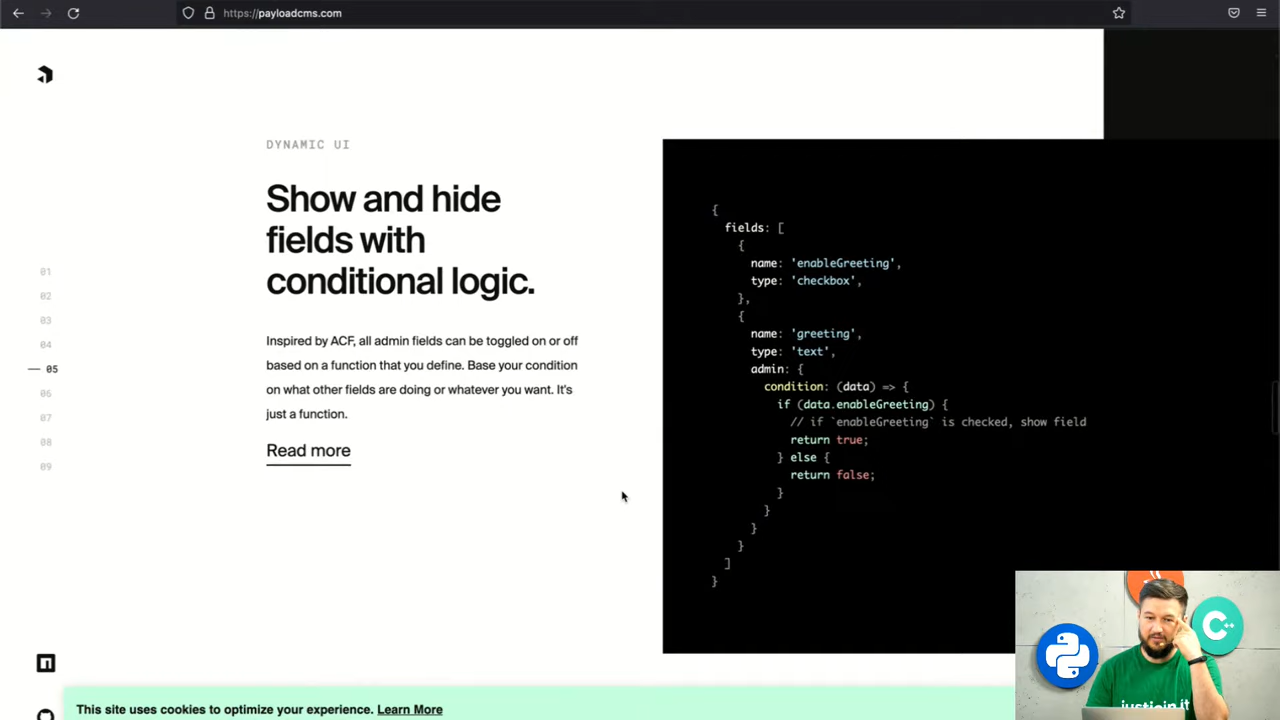 https://payloadcms.com
DYNAMIC UI
Show and hide
fields with
conditional logic.
Inspired by ACF, all admin fields can be toggled on or off
based on a function that you define. Base your condition
on what other fields are doing or whatever you want. It's
just a function.
Read more
01
02
03
04
05
06
07
08
09
{
fields: [
{
name: 'enableGreeting',
type: 'checkbox',
},
{
name: 'greeting',
type: 'text',
admin: {
condition: (data) => {
if (data.enableGreeting) {
// if `enableGreeting` is checked, show field
return true;
} else {
return false;
}
}
}
}
]
}
This site uses cookies to optimize your experience. Learn More
C++
justjoin.it